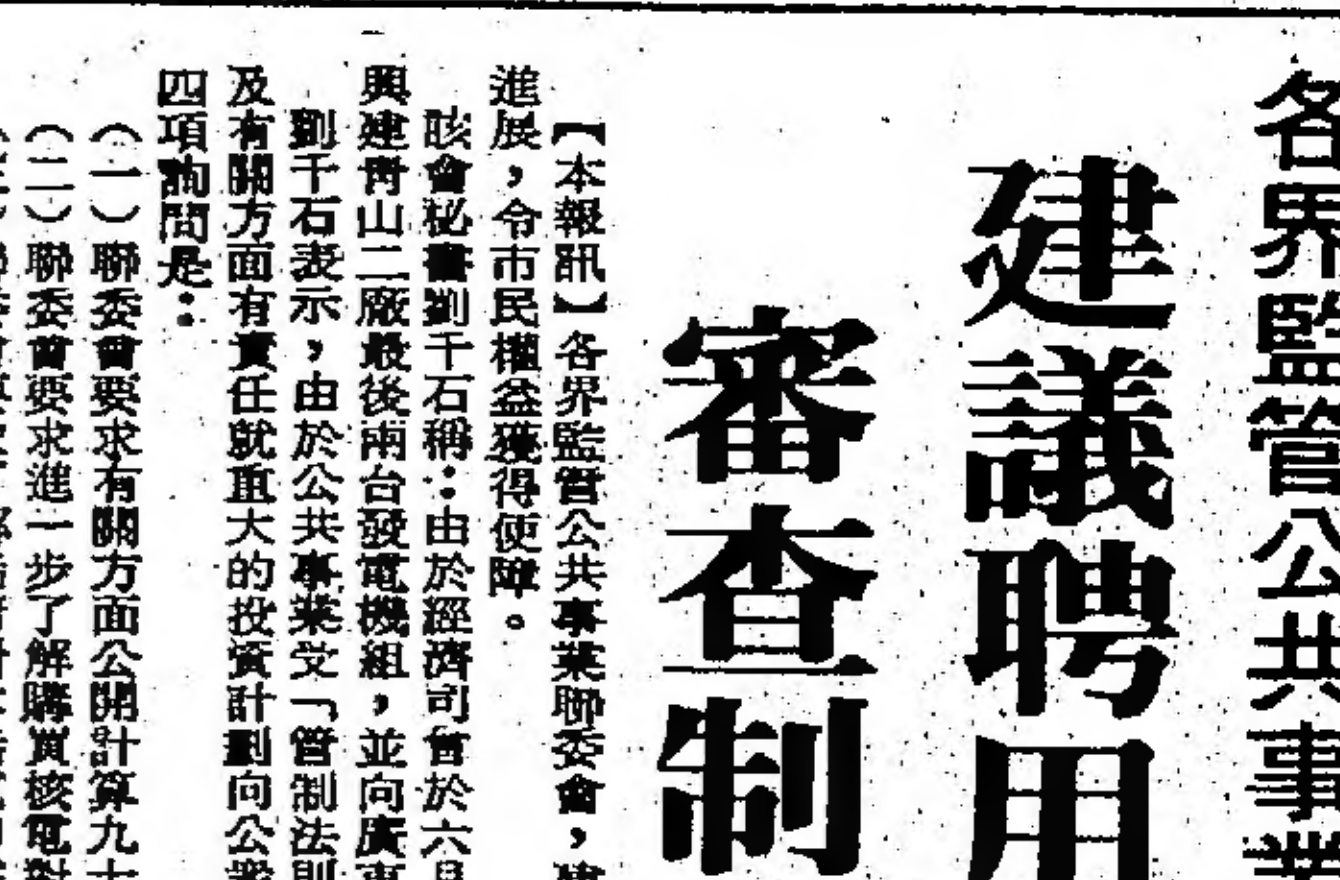 各界監管公共事業
建議聘用
審查制
【本報訊】各界監管公共事業聯委會,建
進展,令市民權益獲得使障。
該會秘書劉千石稱:由於經濟司曾於六月
興建靑山二廠最後兩台發電機組,並向廣東
劉千石表示,由於公共事業受「管制法則
及有關方面有責任就重大的投資計劃向公衆
四項詢問是:
(一)聯委會要求有關方面公開計算九十
(二)聯委會要求進一步了解購買核電對